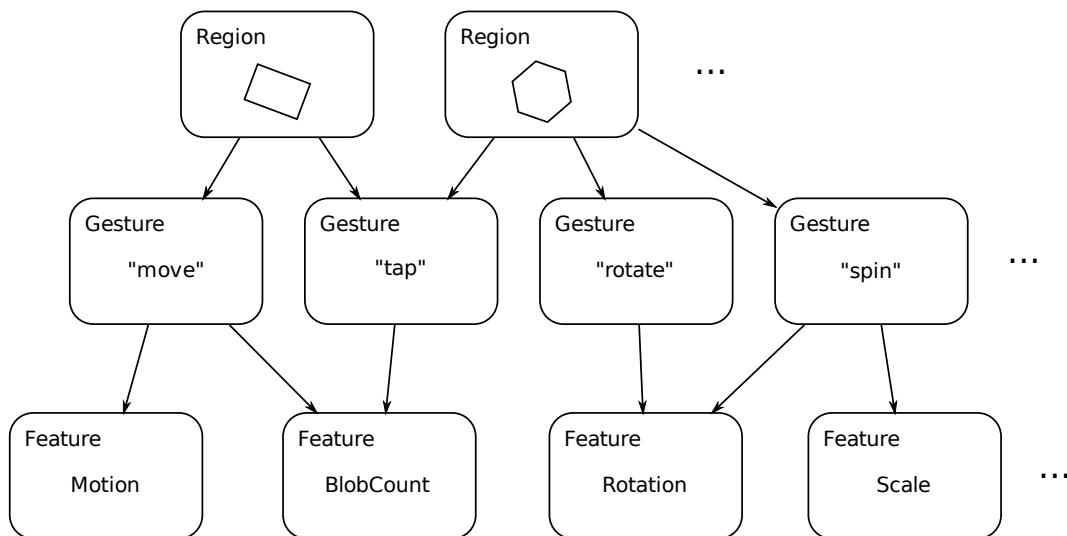 Region
Region
...
Gesture
"move"
Gesture
"tap"
Gesture
"rotate"
Gesture
"spin"
...
Feature
Motion
Feature
BlobCount
Feature
Rotation
Feature
Scale
...